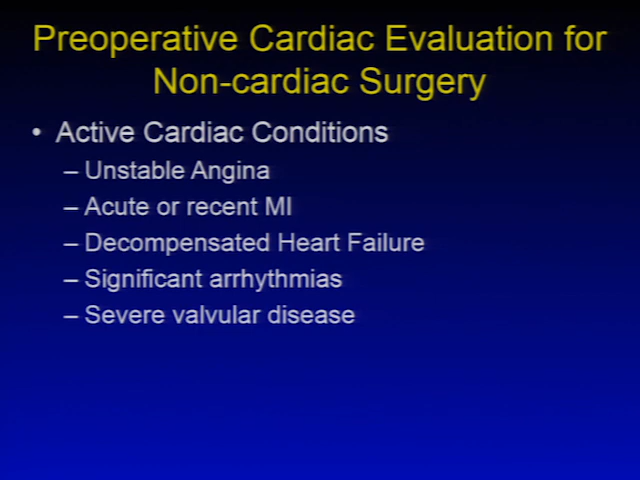 Preoperative Cardiac Evaluation for
Non-cardiac Surgery
• Active Cardiac Conditions
– Unstable Angina
– Acute or recent MI
– Decompensated Heart Failure
– Significant arrhythmias
– Severe valvular disease